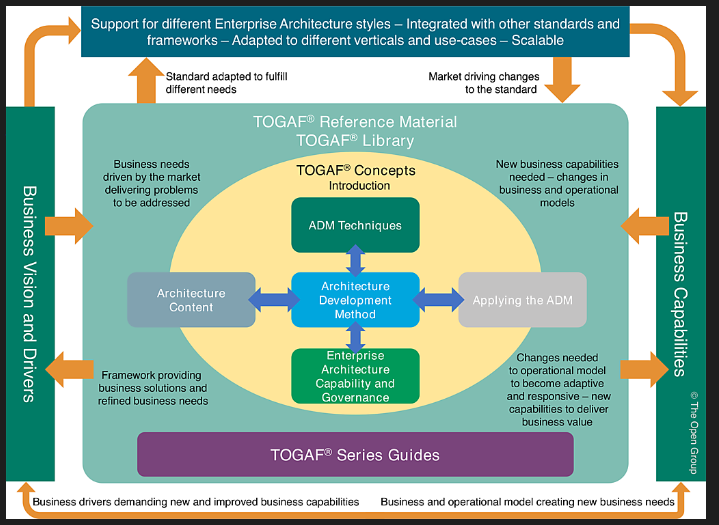 Support for different Enterprise Architecture styles – Integrated with other standards and
frameworks – Adapted to different verticals and use-cases – Scalable
Standard adapted to fulfill
different needs
Market driving changes
to the standard
TOGAF® Reference Material
TOGAF® Library
Business needs
driven by the market
delivering problems
to be addressed
TOGAF® Concepts
Introduction
New business capabilities
needed – changes in
business and operational
models
ADM Techniques
Business Vision and Drivers
Architecture
Content
Architecture
Development
Method
Applying the ADM
Business Capabilities
Enterprise
Architecture
Capability and
Governance
Framework providing
business solutions and
refined business needs
Changes needed
to operational model
to become adaptive
and responsive – new
capabilities to deliver
business value
TOGAF® Series Guides
© The Open Group
Business drivers demanding new and improved business capabilities
Business and operational model creating new business needs